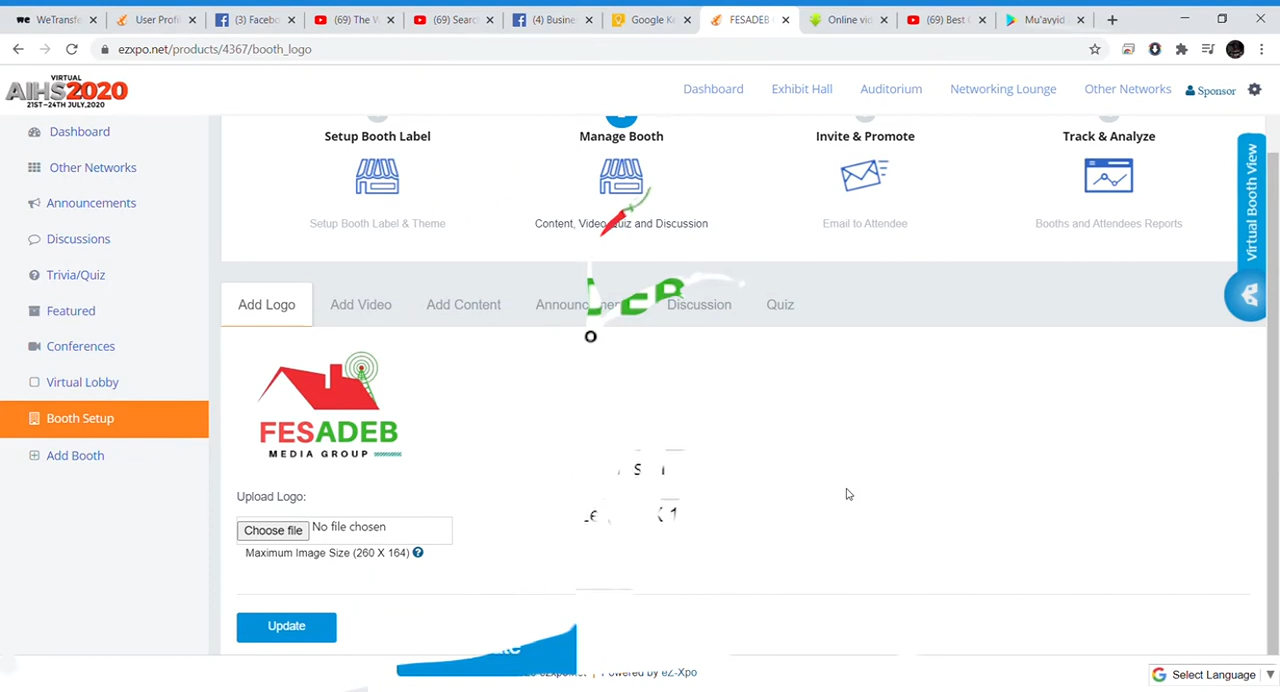 WeTransfe
User Profi
(3) Facebo
(69) The W
(69) Searc
(4) Busine
Google Ke
FESADEB
Online vid
(69) Best
Mu'ayyid
ezxpo.net/products/4367/booth_logo
VIRTUAL
AIHS2020
21ST-24TH JULY,2020
Dashboard
Exhibit Hall
Auditorium
Networking Lounge
Other Networks
Sponsor
Dashboard
Other Networks
Announcements
Discussions
Trivia/Quiz
Featured
Conferences
Virtual Lobby
Booth Setup
Add Booth
Setup Booth Label
Manage Booth
Invite & Promote
Track & Analyze
Setup Booth Label & Theme
Content, Video Quiz and Discussion
Email to Attendee
Booths and Attendees Reports
Virtual Booth View
Add Logo
Add Video
Add Content
Discussion
Quiz
FESADEB
MEDIA GROUP
Upload Logo:
Choose file No file chosen
Maximum Image Size (260 X 164)
Update
Powered by eZ-Xpo
Select Language